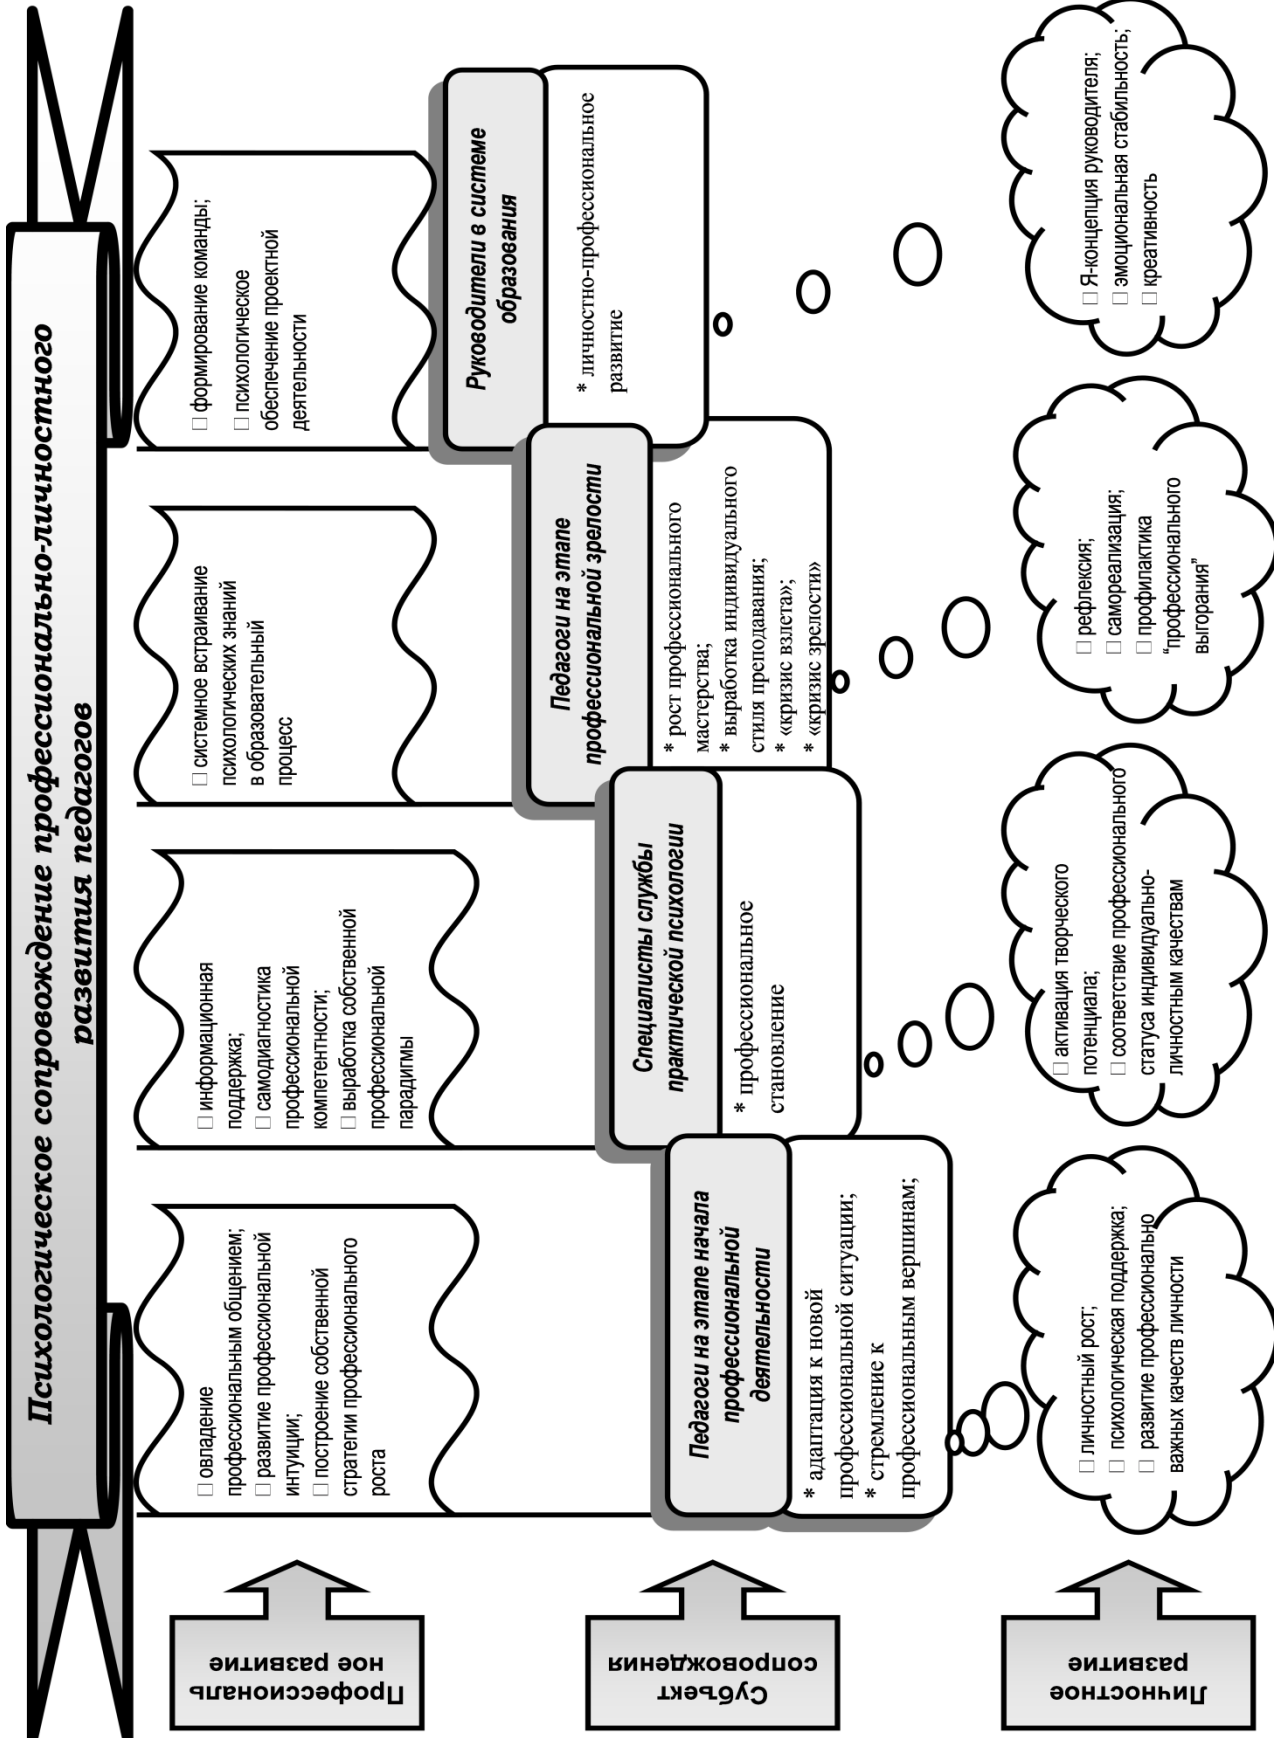 Психологическое сопровождение профессионально-личностного
развития педагогов
Профессиональ
ное развитие
□ овладение
профессиональным общением;
□ развитие профессиональной
интуиции;
□ построение собственной
стратегии профессионального
роста
□ информационная
поддержка;
□ самодиагностика
профессиональной
компетентности;
□ выработка собственной
профессиональной
парадигмы
□ системное встраивание
психологических знаний
в образовательный
процесс
□ формирование команды;
□ психологическое
обеспечение проектной
деятельности
Субъект
сопровождения
Педагоги на этапе начала
профессиональной
деятельности
* адаптация к новой
профессиональной ситуации;
* стремление к
профессиональным вершинам;
Специалисты службы
практической психологии
* профессиональное
становление
Педагоги на этапе
профессиональной зрелости
* рост профессионального
мастерства;
* выработка индивидуального
стиля преподавания;
* «кризис взлета»;
* «кризис зрелости»
Руководители в системе
образования
* личностно-профессиональное
развитие
Личностное
развитие
□ личностный рост;
□ психологическая поддержка;
□ развитие профессионально
важных качеств личности
□ активация творческого
потенциала;
□ соответствие профессионального
статуса индивидуально-
личностным качествам
□ рефлексия;
□ самореализация;
□ профилактика
“профессионального
выгорания”
□ Я-концепция руководителя;
□ эмоциональная стабильность;
□ креативность